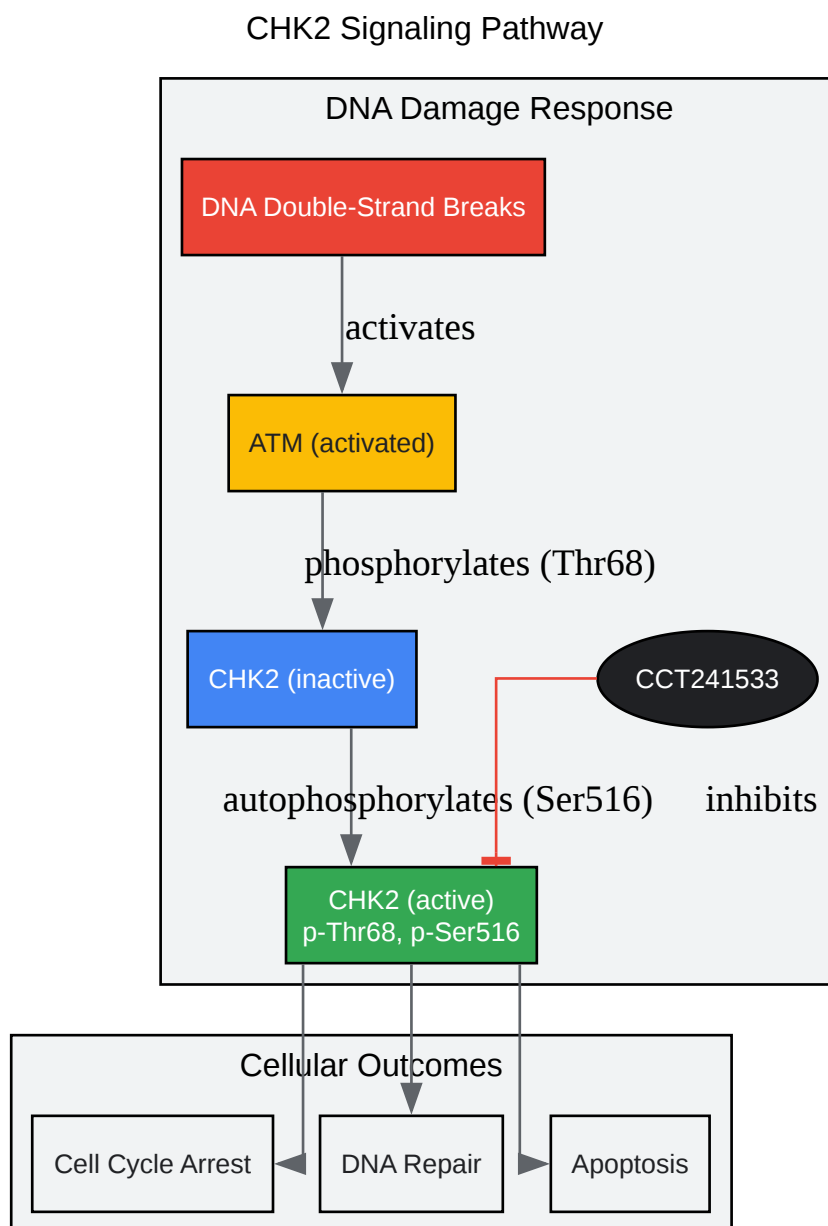 CHK2 Signaling Pathway
DNA Damage Response
DNA Double-Strand Breaks
activates
ATM (activated)
phosphorylates (Thr68)
CHK2 (inactive)
CCT241533
autophosphorylates (Ser516)
inhibits
CHK2 (active)
p-Thr68, p-Ser516
Cellular Outcomes
Cell Cycle Arrest
DNA Repair
Apoptosis